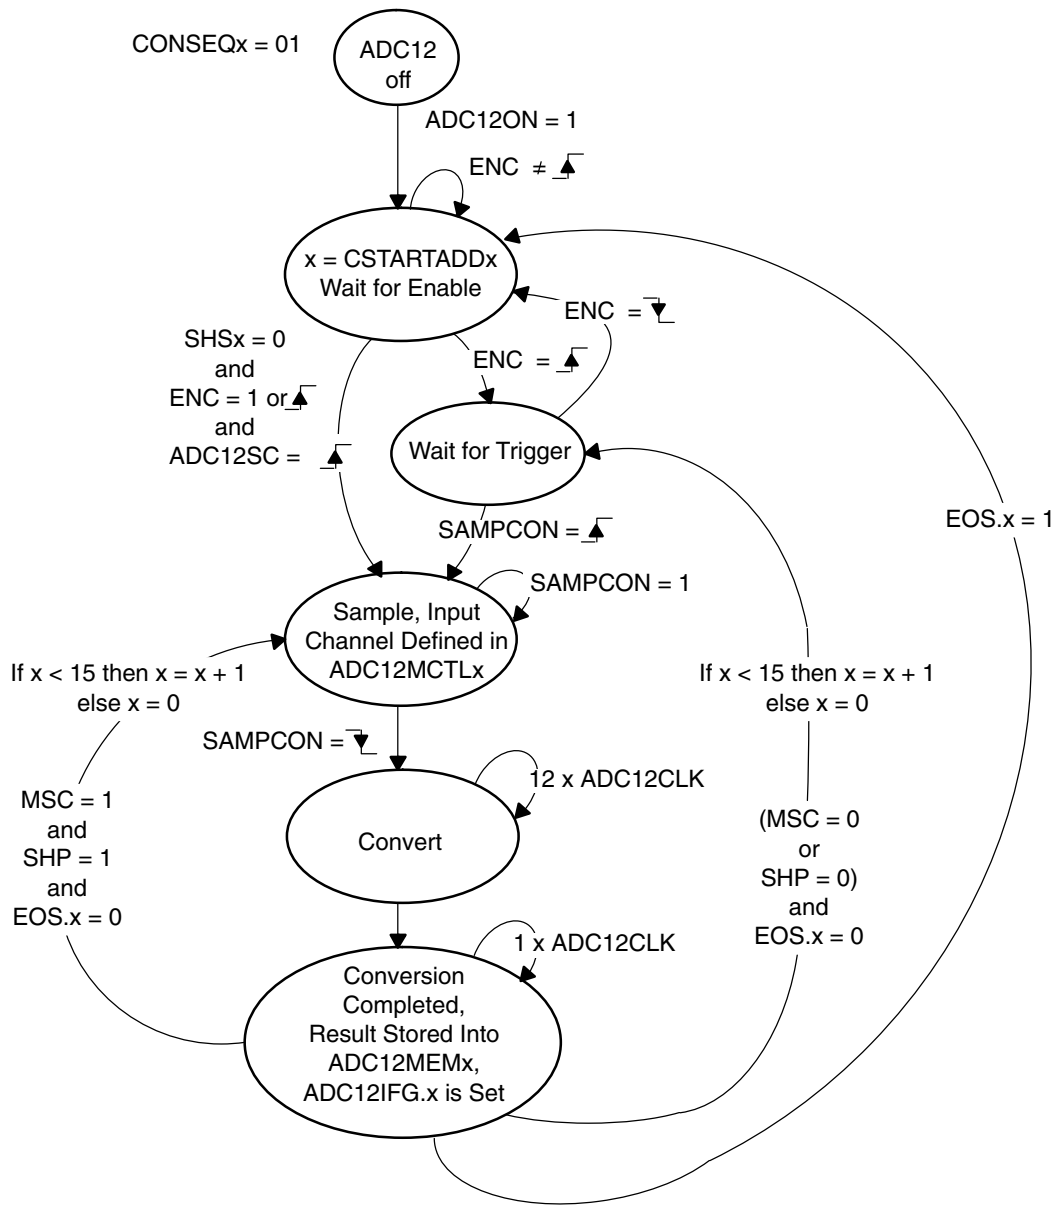 CONSEQx = 01
ADC12
off
ADC12ON = 1
ENC ≠
x = CSTARTADDx
Wait for Enable
ENC =
SHSx = 0
and
ENC = 1 or
and
ADC12SC =
ENC =
Wait for Trigger
SAMPCON =
EOS.x = 1
SAMPCON = 1
Sample, Input
Channel Defined in
ADC12MCTLx
If x < 15 then x = x + 1
else x = 0
If x < 15 then x = x + 1
else x = 0
SAMPCON =
12 x ADC12CLK
Convert
MSC = 1
and
SHP = 1
and
EOS.x = 0
(MSC = 0
or
SHP = 0)
and
EOS.x = 0
1 x ADC12CLK
Conversion
Completed,
Result Stored Into
ADC12MEMx,
ADC12IFG.x is Set